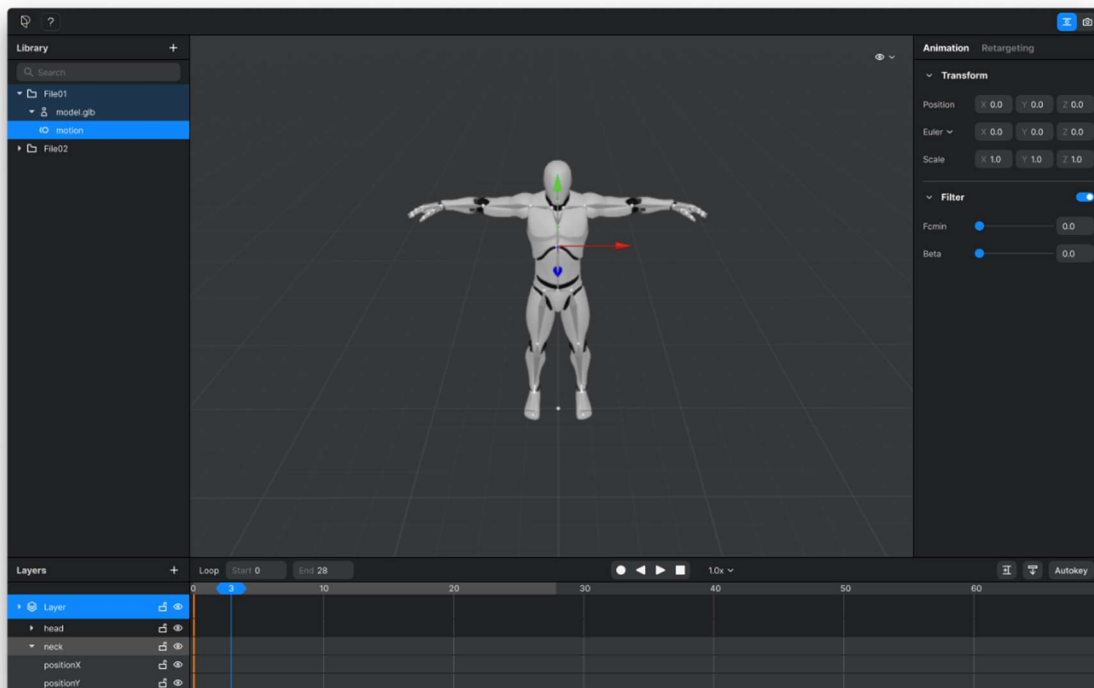 ?
Library +
Search
File01
model.glb
motion
File02
Animation Retargeting
Transform
Position X 0.0 Y 0.0 Z 0.0
Euler X 0.0 Y 0.0 Z 0.0
Scale X 1.0 Y 1.0 Z 1.0
Filter
Fcmin 0.0
Beta 0.0
Layers + Loop Start 0 End 28 1.0x Autokey
0 3 10 20 30 40 50 60
Layer
head
neck
positionX
positionY